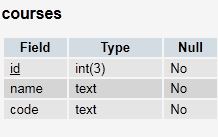 courses
Field Type Null
id int(3) No
name text No
code text No